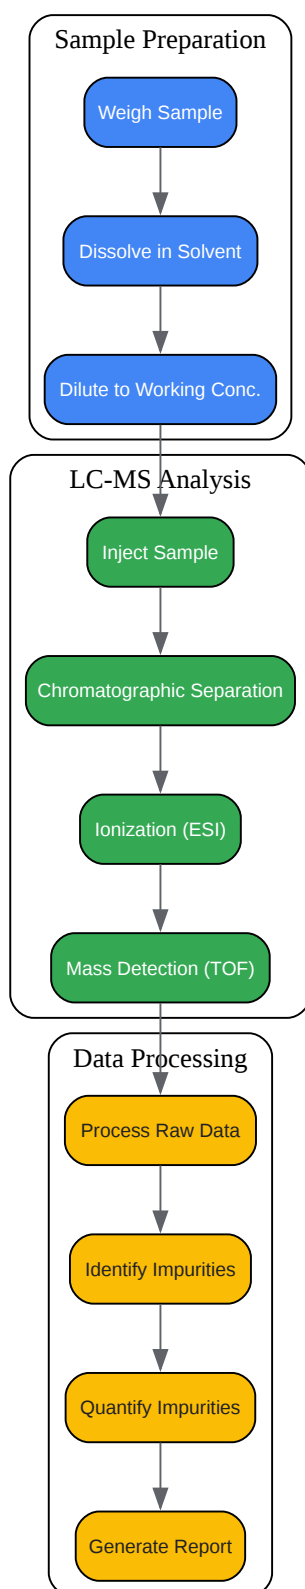 Sample Preparation
Weigh Sample
Dissolve in Solvent
Dilute to Working Conc.
LC-MS Analysis
Inject Sample
Chromatographic Separation
Ionization (ESI)
Mass Detection (TOF)
Data Processing
Process Raw Data
Identify Impurities
Quantify Impurities
Generate Report